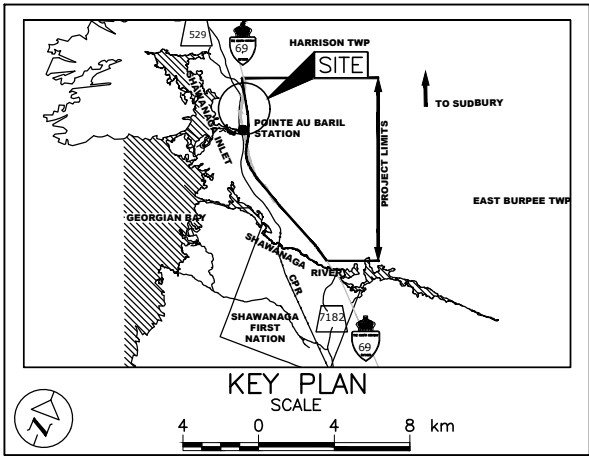 529
69
HARRISON TWP
SITE
TO SUDBURY
SHAWANAGA INLET
POINTE AU BARIL
STATION
PROJECT LIMITS
EAST BURPEE TWP
GEORGIAN BAY
SHAWANAGA
RIVER
CPR
SHAWANAGA
FIRST
NATION
7182
69
KEY PLAN
SCALE
N
4 0 4 8 km